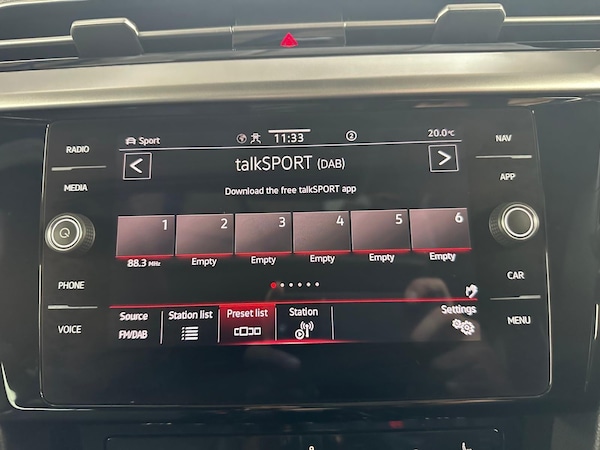 RADIO
MEDIA
PHONE
VOICE
Sport
11:33
2
20.0°C
talkSPORT (DAB)
Download the free talkSPORT app
1 2 3 4 5 6
88.3 MHz Empty Empty Empty Empty Empty
Source Station list Preset list Station Settings
FM/DAB
NAV
APP
CAR
MENU